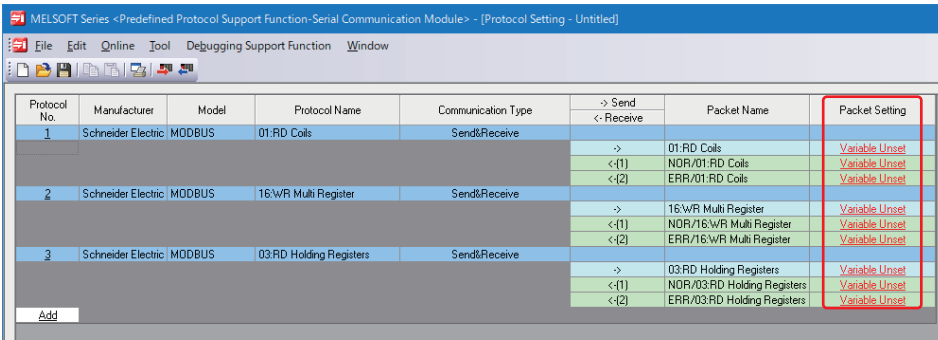 MELSOFT Series <Predefined Protocol Support Function-Serial Communication Module> - [Protocol Setting - Untitled]
File Edit Online Tool Debugging Support Function Window
Protocol No. Manufacturer Model Protocol Name Communication Type -> Send <- Receive Packet Name Packet Setting
1 Schneider Electric MODBUS 01:RD Coils Send&Receive
-> 01:RD Coils Variable Unset
<-(1) NOR/01:RD Coils Variable Unset
<-(2) ERR/01:RD Coils Variable Unset
2 Schneider Electric MODBUS 16:WR Multi Register Send&Receive
-> 16:WR Multi Register Variable Unset
<-(1) NOR/16:WR Multi Register Variable Unset
<-(2) ERR/16:WR Multi Register Variable Unset
3 Schneider Electric MODBUS 03:RD Holding Registers Send&Receive
-> 03:RD Holding Registers Variable Unset
<-(1) NOR/03:RD Holding Registers Variable Unset
<-(2) ERR/03:RD Holding Registers Variable Unset
Add